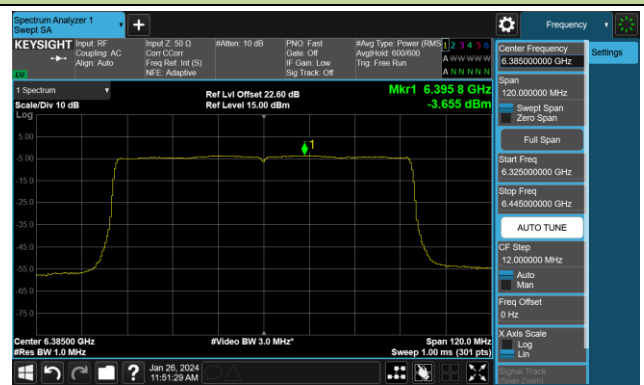 Spectrum Analyzer 1
Swept SA
Frequency
KEYSIGHT
Input: RF
Coupling: AC
Align: Auto
Input Z: 50 Ω
Corr CCorr
Freq Ref: Int (S)
NFE: Adaptive
#Atten: 10 dB
PNO: Fast
Gate: Off
IF Gain: Low
Sig Track: Off
#Avg Type: Power (RMS
Avg|Hold: 600/600
Trig: Free Run
1 2 3 4 5 6
A W W W W W
A N N N N N
LXI
1 Spectrum
Scale/Div 10 dB
Log
Ref Lvl Offset 22.60 dB
Ref Level 15.00 dBm
Mkr1 6.395 8 GHz
-3.655 dBm
1
5.00
-5.00
-15.0
-25.0
-35.0
-45.0
-55.0
-65.0
-75.0
Center 6.38500 GHz
#Res BW 1.0 MHz
#Video BW 3.0 MHz*
Span 120.0 MHz
Sweep 1.00 ms (301 pts)
Center Frequency
6.385000000 GHz
Settings
Span
120.000000 MHz
Swept Span
Zero Span
Full Span
Start Freq
6.325000000 GHz
Stop Freq
6.445000000 GHz
AUTO TUNE
CF Step
12.000000 MHz
Auto
Man
Freq Offset
0 Hz
X Axis Scale
Log
Lin
Signal Track
(Span Zoom)
Jan 26, 2024
11:51:29 AM